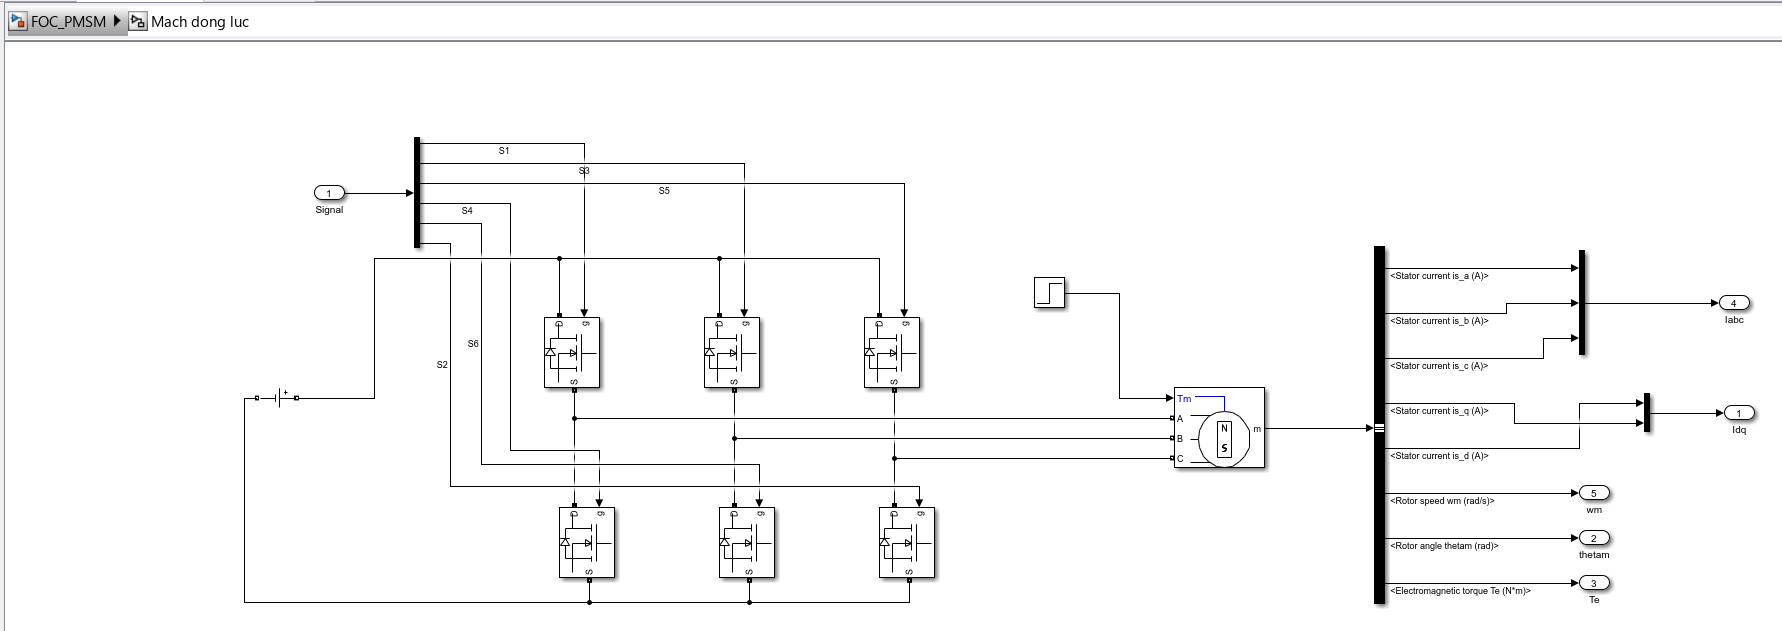 FOC_PMSM ▶ Mach dong luc
S1
S3
S5
1
Signal
S4
S6
S2
+
D g
D g
D g
S
S
S
D g
D g
D g
S
S
S
Tm
A
B
C
N
S
m
<Stator current is_a (A)>
<Stator current is_b (A)>
<Stator current is_c (A)>
<Stator current is_q (A)>
<Stator current is_d (A)>
<Rotor speed wm (rad/s)>
<Rotor angle thetam (rad)>
<Electromagnetic torque Te (N*m)>
4
Iabc
1
Idq
5
wm
2
thetam
3
Te